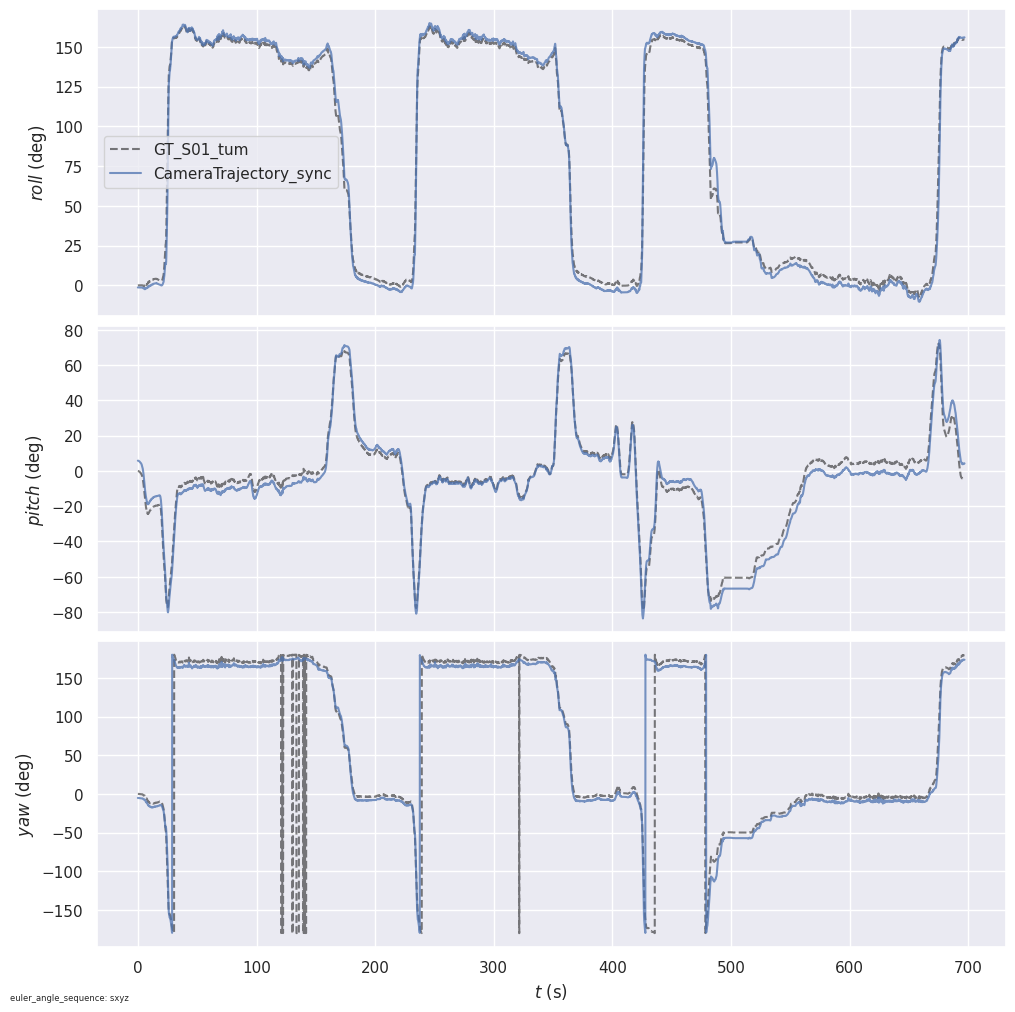 150
125
100
75
50
25
0
roll (deg)
GT_S01_tum
CameraTrajectory_sync
80
60
40
20
0
−20
−40
−60
−80
pitch (deg)
150
100
50
0
−50
−100
−150
yaw (deg)
0 100 200 300 400 500 600 700
t (s)
euler_angle_sequence: sxyz